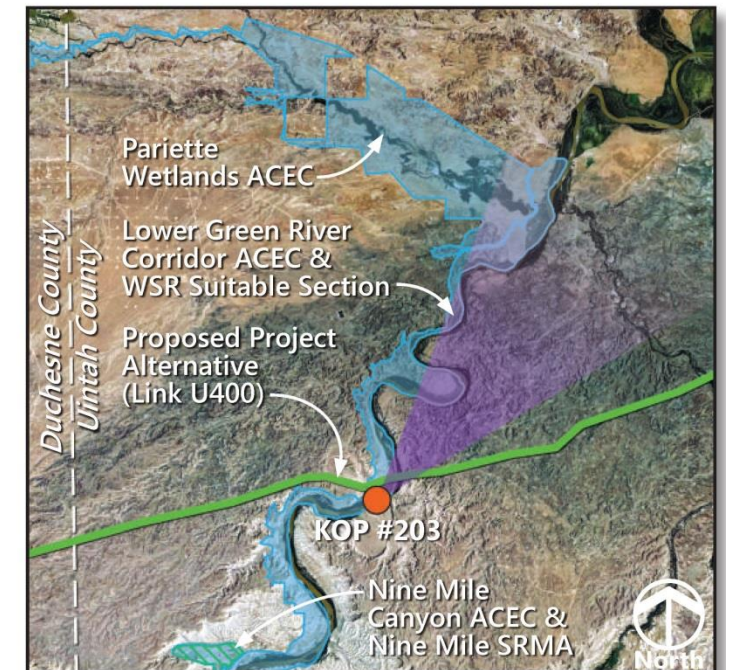 Pariette
Wetlands ACEC
Lower Green River
Corridor ACEC &
WSR Suitable Section
Proposed Project
Alternative
(Link U400)
Duchesne County
Uintah County
KOP #203
Nine Mile
Canyon ACEC &
Nine Mile SRMA
North